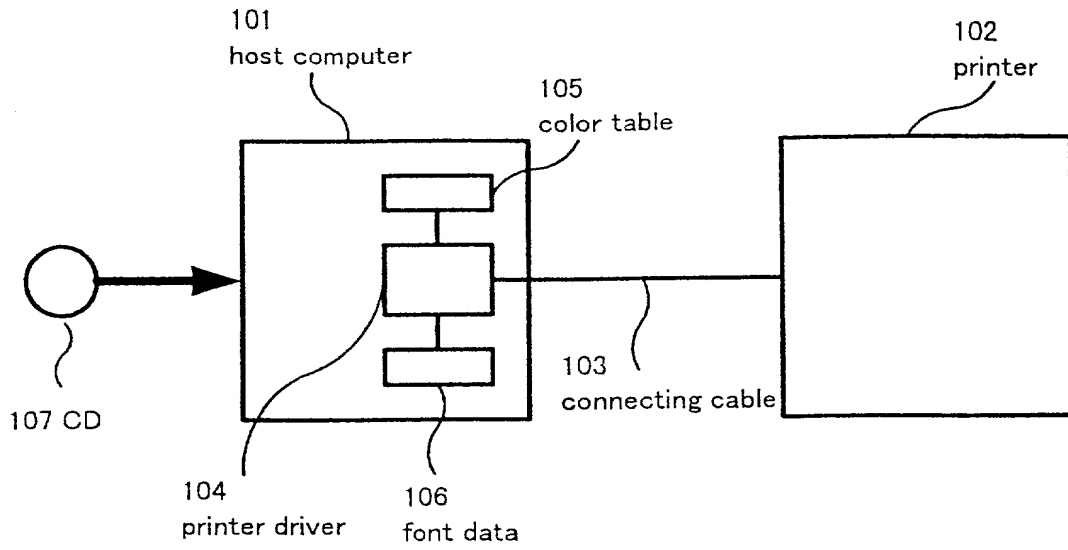 101
host computer
102
printer
105
color table
103
connecting cable
107 CD
104
printer driver
106
font data